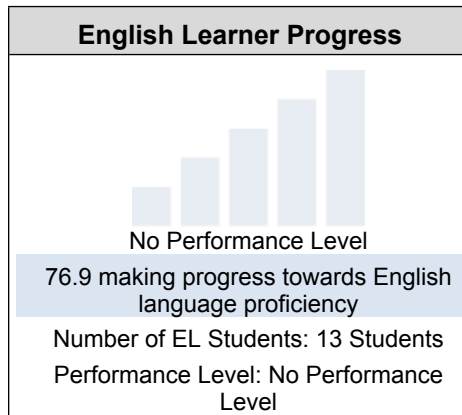 English Learner Progress
No Performance Level
76.9 making progress towards English
language proficiency
Number of EL Students: 13 Students
Performance Level: No Performance
Level